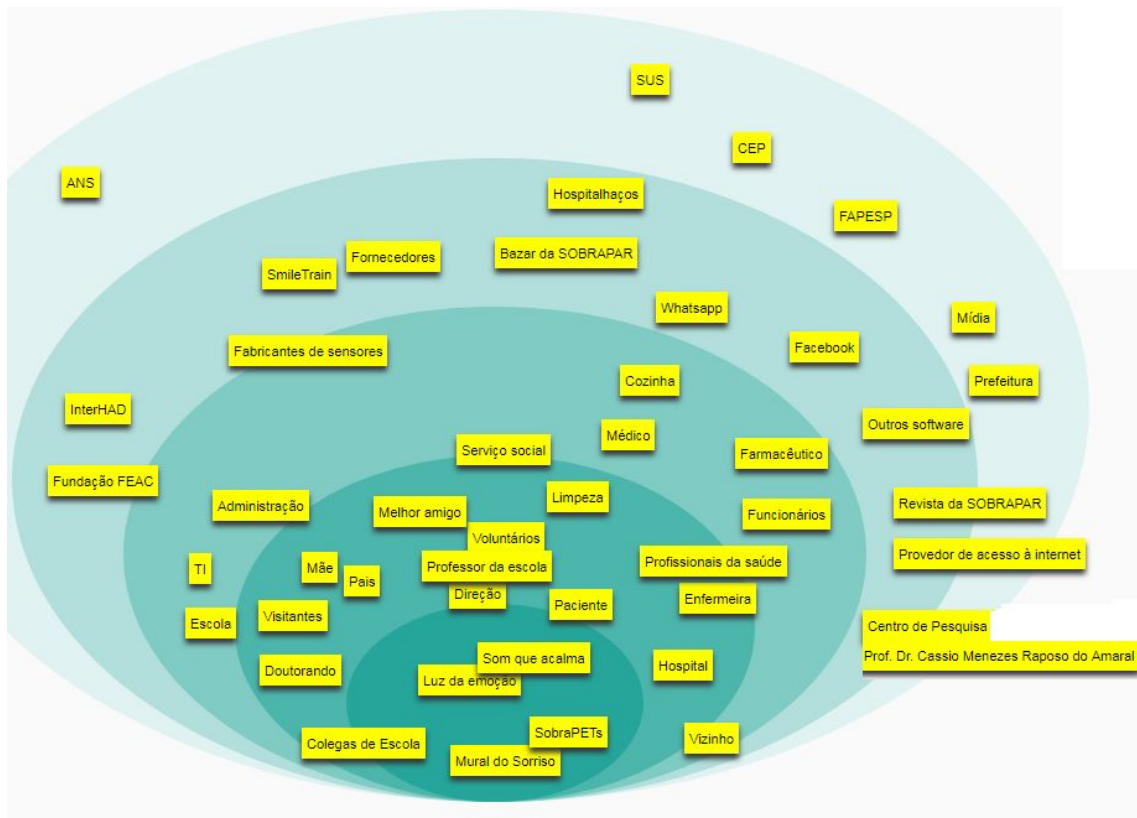 SUS
CEP
ANS
Hospitalhaços
FAPESP
Bazar da SOBRAPAR
Fornecedores
SmileTrain
Whatsapp
Mídia
Facebook
Fabricantes de sensores
Cozinha
Prefeitura
InterHAD
Outros software
Médico
Serviço social
Farmacêutico
Fundação FEAC
Limpeza
Revista da SOBRAPAR
Administração
Melhor amigo
Funcionários
Voluntários
Provedor de acesso à internet
Profissionais da saúde
Professor da escola
Mãe
TI
Pais
Direção
Enfermeira
Paciente
Visitantes
Escola
Centro de Pesquisa
Prof. Dr. Cassio Menezes Raposo do Amaral
Som que acalma
Hospital
Doutorando
Luz da emoção
SobraPETs
Vizinho
Colegas de Escola
Mural do Sorriso